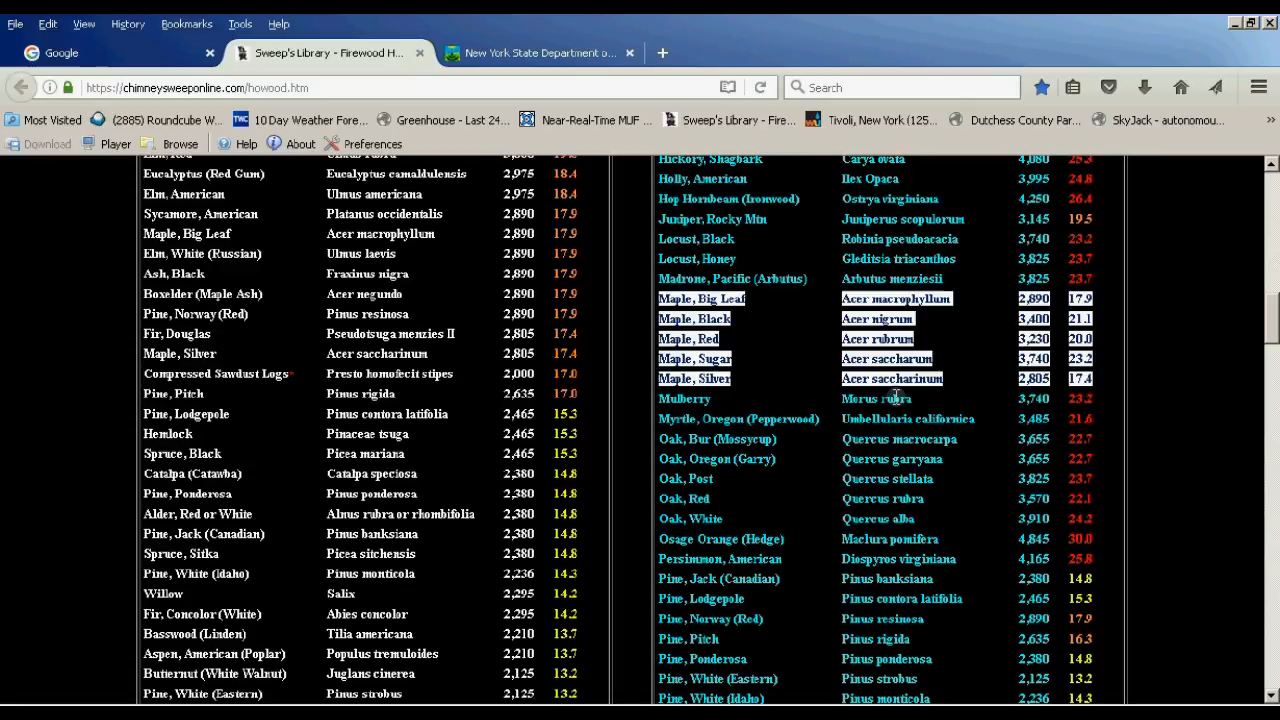 File Edit View History Bookmarks Tools Help
Google
Sweep's Library - Firewood H...
New York State Department o...
https://chimneysweeponline.com/howood.htm
Search
Most Visited
(2885) Roundcube W...
10 Day Weather Fore...
Greenhouse - Last 24...
Near-Real-Time MUF ...
Sweep's Library - Fire...
Tivoli, New York (125...
Dutchess County Par...
SkyJack - autonomou...
Download Player Browse Help About Preferences
Eucalyptus (Red Gum) Eucalyptus camaldulensis 2,975 18.4
Elm, American Ulmus americana 2,975 18.4
Sycamore, American Platanus occidentalis 2,890 17.9
Maple, Big Leaf Acer macrophyllum 2,890 17.9
Elm, White (Russian) Ulmus laevis 2,890 17.9
Ash, Black Fraxinus nigra 2,890 17.9
Boxelder (Maple Ash) Acer negundo 2,890 17.9
Pine, Norway (Red) Pinus resinosa 2,890 17.9
Fir, Douglas Pseudotsuga menzies II 2,805 17.4
Maple, Silver Acer saccharinum 2,805 17.4
Compressed Sawdust Logs* Presto homofecit stipes 2,000 17.0
Pine, Pitch Pinus rigida 2,635 17.0
Pine, Lodgepole Pinus contora latifolia 2,465 15.3
Hemlock Pinaceae tsuga 2,465 15.3
Spruce, Black Picea mariana 2,465 15.3
Catalpa (Catawba) Catalpa speciosa 2,380 14.8
Pine, Ponderosa Pinus ponderosa 2,380 14.8
Alder, Red or White Alnus rubra or rhombifolia 2,380 14.8
Pine, Jack (Canadian) Pinus banksiana 2,380 14.8
Spruce, Sitka Picea sitchensis 2,380 14.8
Pine, White (Idaho) Pinus monticola 2,236 14.3
Willow Salix 2,295 14.2
Fir, Concolor (White) Abies concolor 2,295 14.2
Basswood (Linden) Tilia americana 2,210 13.7
Aspen, American (Poplar) Populus tremuloides 2,210 13.7
Butternut (White Walnut) Juglans cinerea 2,125 13.2
Pine, White (Eastern) Pinus strobus 2,125 13.2
Hickory, Shagbark Carya ovata 4,080 25.3
Holly, American Ilex Opaca 3,995 24.8
Hop Hornbeam (Ironwood) Ostrya virginiana 4,250 26.4
Juniper, Rocky Mtn Juniperus scopulorum 3,145 19.5
Locust, Black Robinia pseudoacacia 3,740 23.2
Locust, Honey Gleditsia triacanthos 3,825 23.7
Madrone, Pacific (Arbutus) Arbutus menziesii 3,825 23.7
Maple, Big Leaf Acer macrophyllum 2,890 17.9
Maple, Black Acer nigrum 3,400 21.1
Maple, Red Acer rubrum 3,230 20.0
Maple, Sugar Acer saccharum 3,740 23.2
Maple, Silver Acer saccharinum 2,805 17.4
Mulberry Morus rubra 3,740 23.2
Myrtle, Oregon (Pepperwood) Umbellularia californica 3,485 21.6
Oak, Bur (Mossycup) Quercus macrocarpa 3,655 22.7
Oak, Oregon (Garry) Quercus garryana 3,655 22.7
Oak, Post Quercus stellata 3,825 23.7
Oak, Red Quercus rubra 3,570 22.1
Oak, White Quercus alba 3,910 24.2
Osage Orange (Hedge) Maclura pomifera 4,845 30.0
Persimmon, American Diospyros virginiana 4,165 25.8
Pine, Jack (Canadian) Pinus banksiana 2,380 14.8
Pine, Lodgepole Pinus contora latifolia 2,465 15.3
Pine, Norway (Red) Pinus resinosa 2,890 17.9
Pine, Pitch Pinus rigida 2,635 16.3
Pine, Ponderosa Pinus ponderosa 2,380 14.8
Pine, White (Eastern) Pinus strobus 2,125 13.2
Pine, White (Idaho) Pinus monticola 2,236 14.3